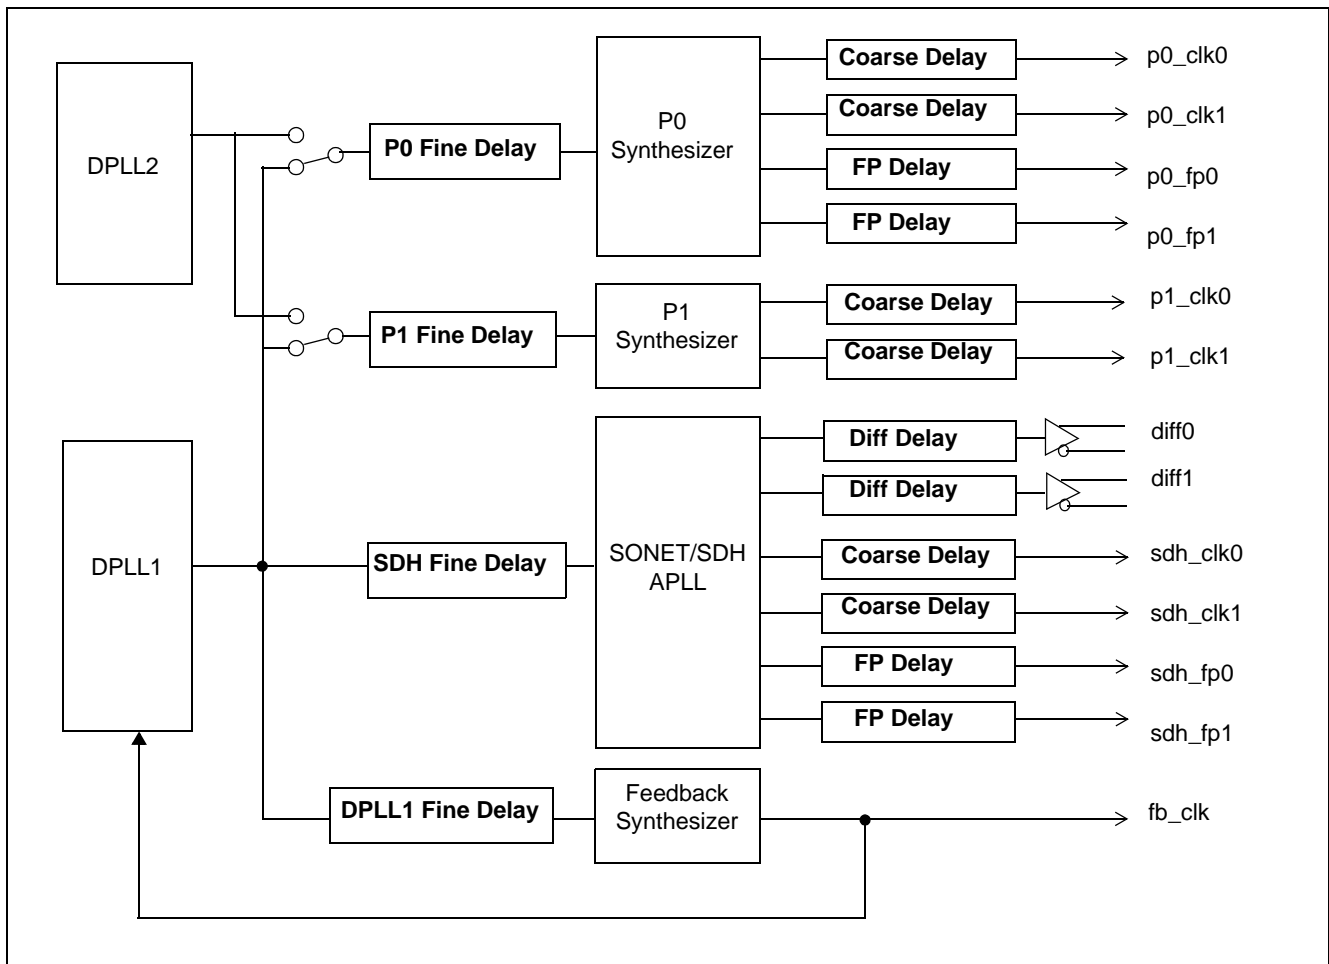 DPLL2
P0 Fine Delay
P0
Synthesizer
Coarse Delay
p0_clk0
Coarse Delay
p0_clk1
FP Delay
p0_fp0
FP Delay
p0_fp1
P1 Fine Delay
P1
Synthesizer
Coarse Delay
p1_clk0
Coarse Delay
p1_clk1
DPLL1
SDH Fine Delay
SONET/SDH
APLL
Diff Delay
diff0
Diff Delay
diff1
Coarse Delay
sdh_clk0
Coarse Delay
sdh_clk1
FP Delay
sdh_fp0
FP Delay
sdh_fp1
DPLL1 Fine Delay
Feedback
Synthesizer
fb_clk